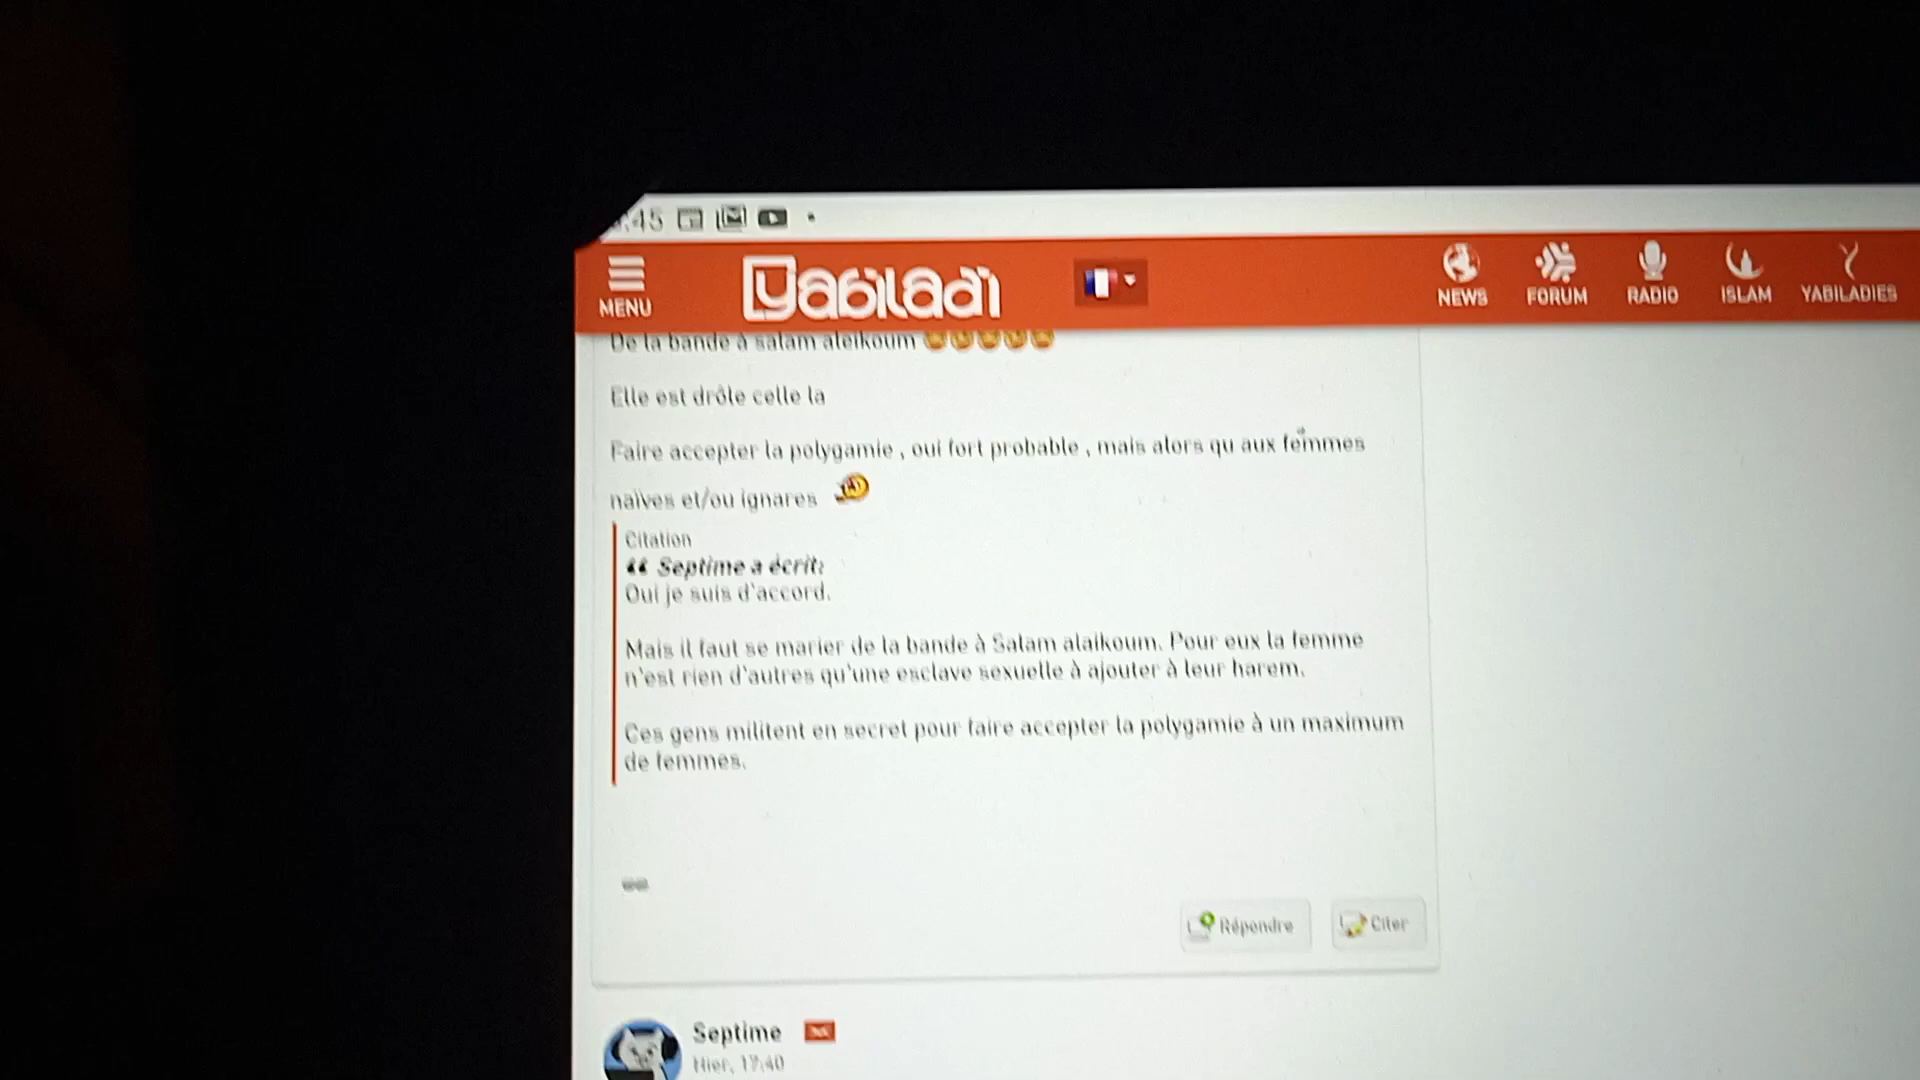 :45
MENU
Yabiladi
NEWS
FORUM
RADIO
ISLAM
YABILADIES
De la bande à salam aleikoum
Elle est drôle celle la
Faire accepter la polygamie , oui fort probable , mais alors qu aux femmes
naïves et/ou ignares
Citation
“ Septime a écrit:
Oui je suis d'accord.
Mais il faut se marier de la bande à Salam alaikoum. Pour eux la femme
n'est rien d'autres qu'une esclave sexuelle à ajouter à leur harem.
Ces gens militent en secret pour faire accepter la polygamie à un maximum
de femmes.
Répondre
Citer
Septime
Hier, 17:40